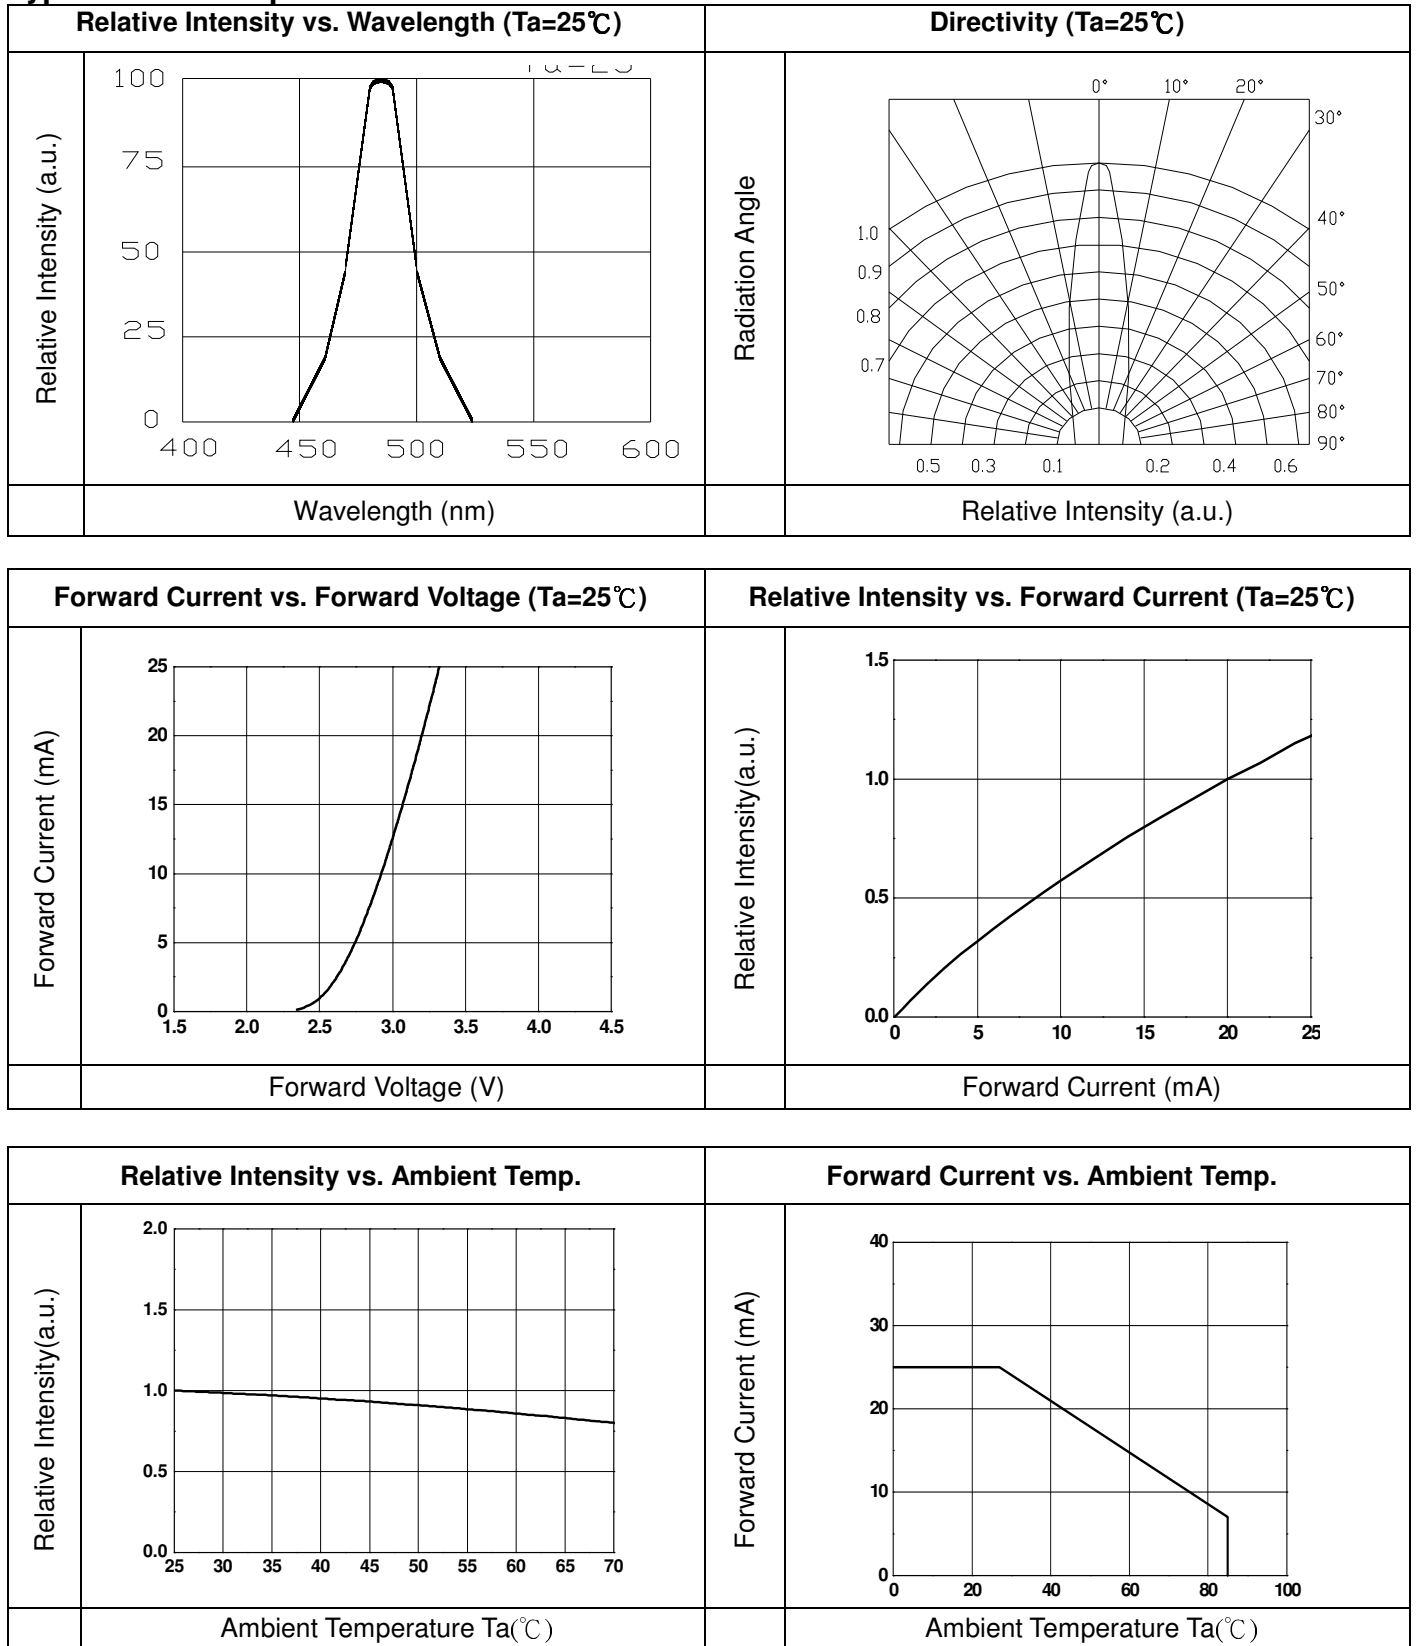 Relative Intensity vs. Wavelength (Ta=25℃)
Directivity (Ta=25℃)
Relative Intensity (a.u.)
100
75
50
25
0
400 450 500 550 600
Wavelength (nm)
Radiation Angle
0° 10° 20°
30°
40°
50°
60°
70°
80°
90°
1.0
0.9
0.8
0.7
0.5 0.3 0.1 0.2 0.4 0.6
Relative Intensity (a.u.)
Forward Current vs. Forward Voltage (Ta=25℃)
Relative Intensity vs. Forward Current (Ta=25℃)
Forward Current (mA)
25
20
15
10
5
0
1.5 2.0 2.5 3.0 3.5 4.0 4.5
Forward Voltage (V)
Relative Intensity(a.u.)
1.5
1.0
0.5
0.0
0 5 10 15 20 25
Forward Current (mA)
Relative Intensity vs. Ambient Temp.
Forward Current vs. Ambient Temp.
Relative Intensity(a.u.)
2.0
1.5
1.0
0.5
0.0
25 30 35 40 45 50 55 60 65 70
Ambient Temperature Ta(℃)
Forward Current (mA)
40
30
20
10
0
0 20 40 60 80 100
Ambient Temperature Ta(℃)